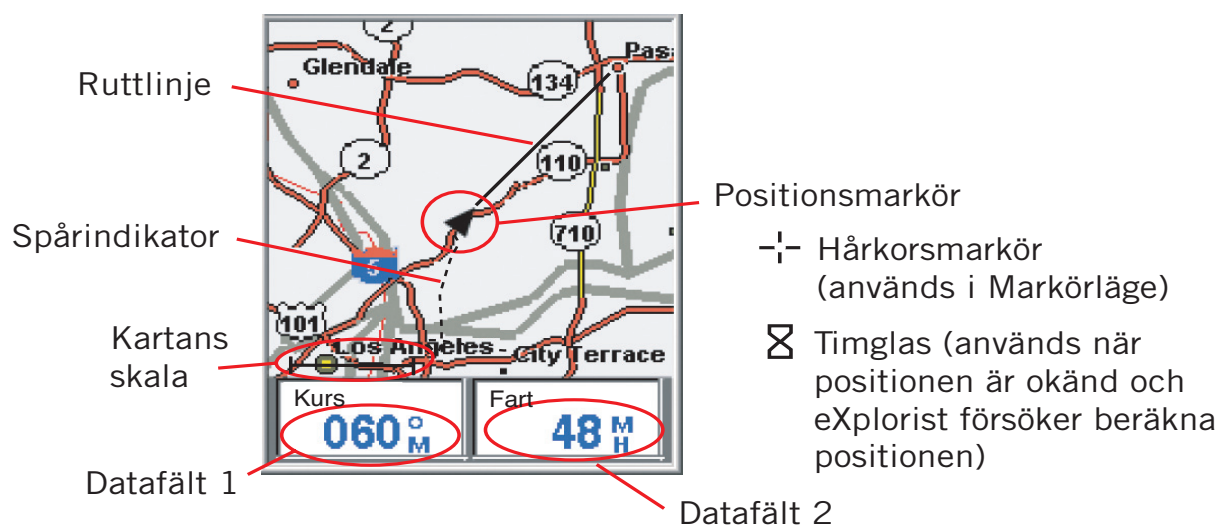 2
Glendale
Pas
134
Ruttlinje
2
110
Positionsmarkör
710
Spårindikator
Hårkorsmarkör
(används i Markörläge)
5
101
Kartans
skala
Los Angeles
City Terrace
Timglas (används när
positionen är okänd och
eXplorist försöker beräkna
positionen)
Kurs
060 ° M
Fart
48 M H
Datafält 1
Datafält 2